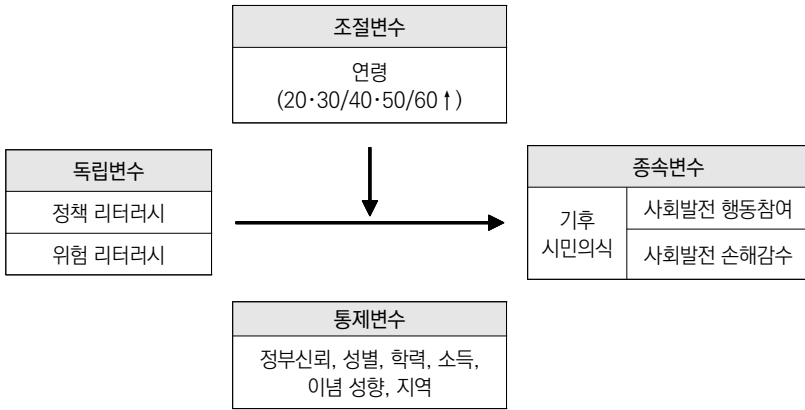 조절변수
연령
(20·30/40·50/60↑)
독립변수
정책 리터러시
위험 리터러시
종속변수
기후
시민의식
사회발전 행동참여
사회발전 손해감수
통제변수
정부신뢰, 성별, 학력, 소득,
이념 성향, 지역